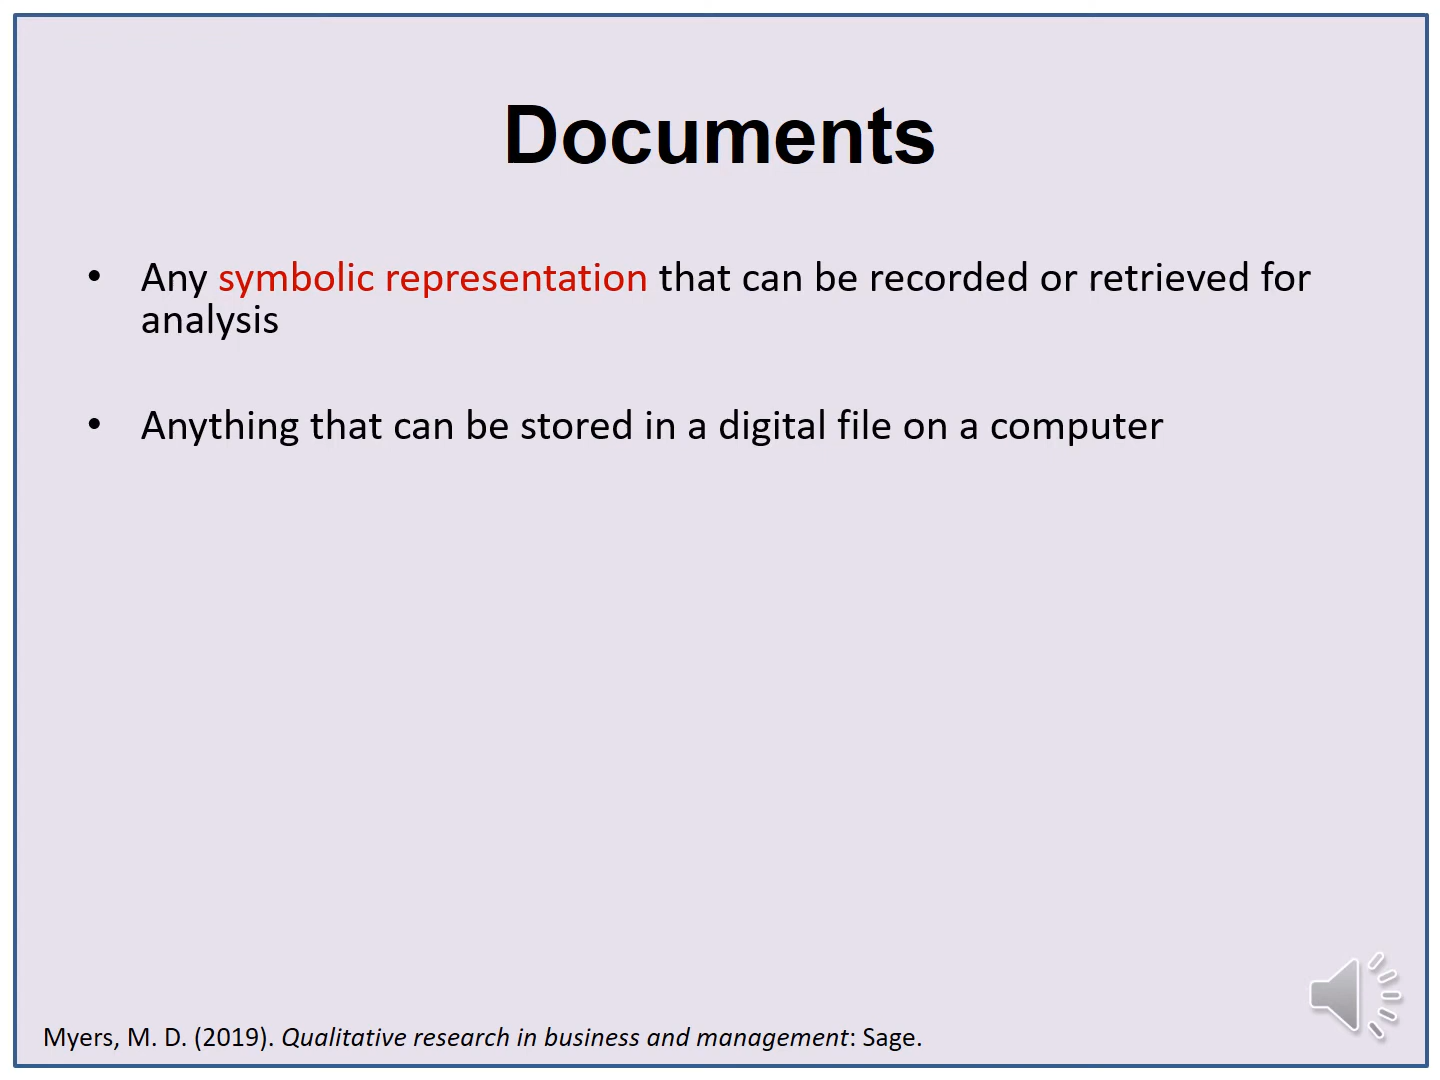 Documents
• Any symbolic representation that can be recorded or retrieved for
analysis
• Anything that can be stored in a digital file on a computer
Myers, M. D. (2019). Qualitative research in business and management: Sage.